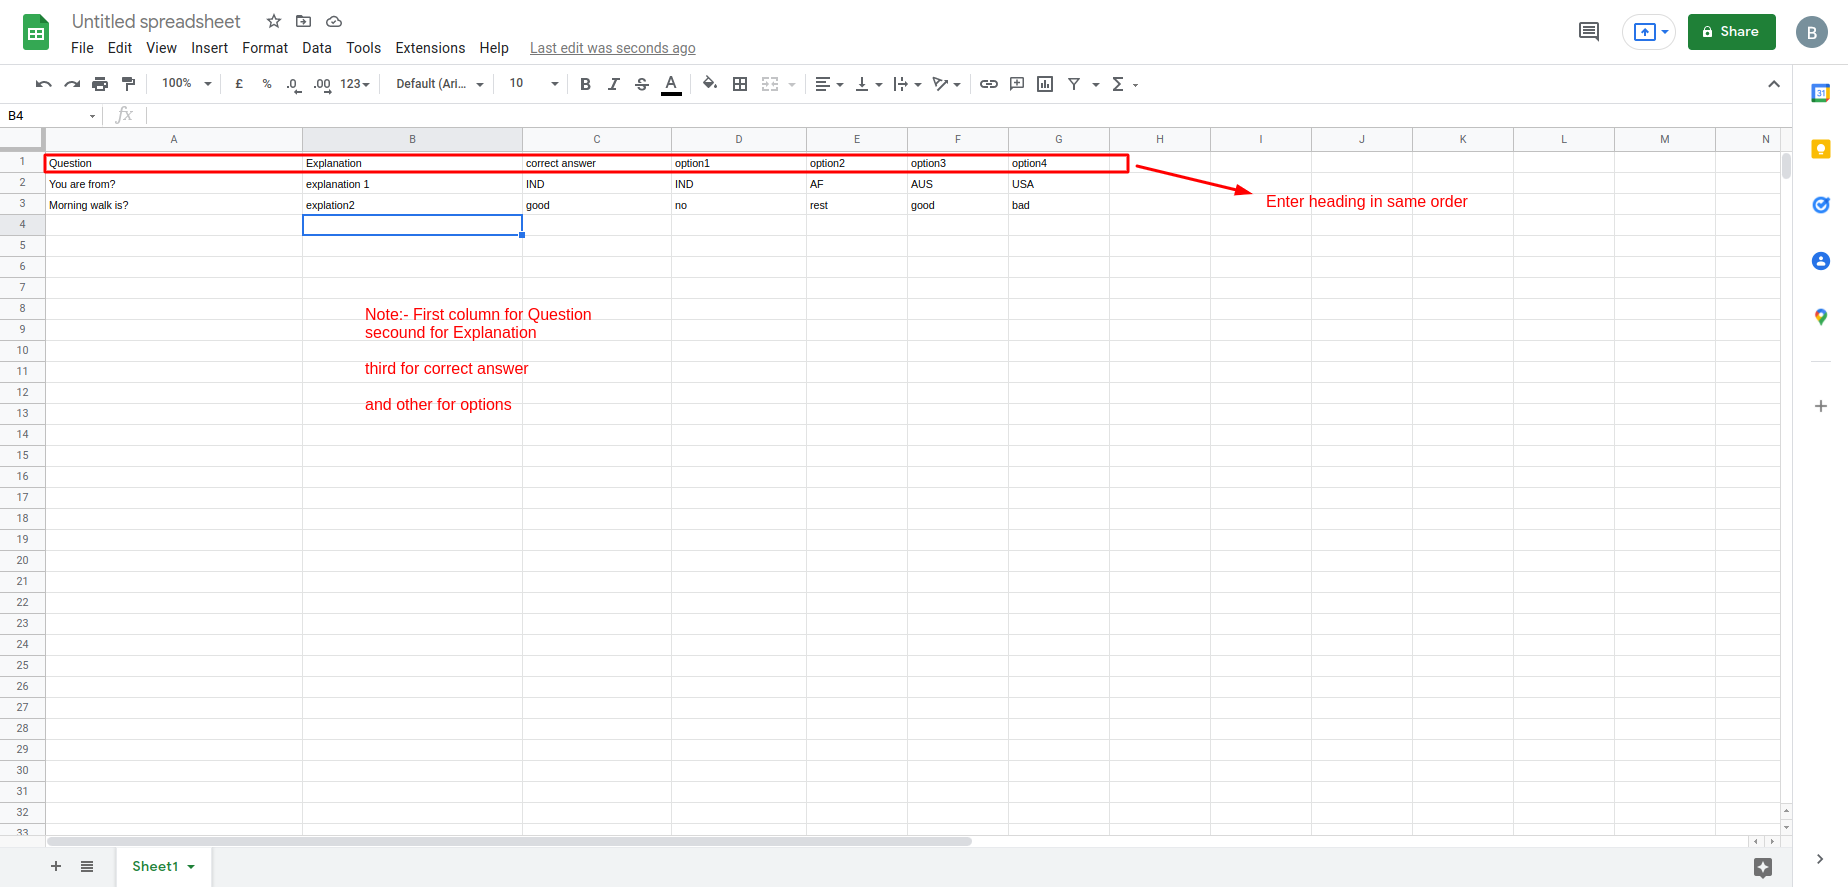 Untitled spreadsheet
File Edit View Insert Format Data Tools Extensions Help Last edit was seconds ago
Share
B
100% £ % .0 .00 123 Default (Ari... 10 B I S A Σ
31
B4 fx
A B C D E F G H I J K L M N
1 Question Explanation correct answer option1 option2 option3 option4
2 You are from? explanation 1 IND IND AF AUS USA
3 Morning walk is? explation2 good no rest good bad
Enter heading in same order
4
5
6
7
8
Note:- First column for Question
9
secound for Explanation
10
11
third for correct answer
12
13
and other for options
14
15
16
17
18
19
20
21
22
23
24
25
26
27
28
29
30
31
32
33
Sheet1